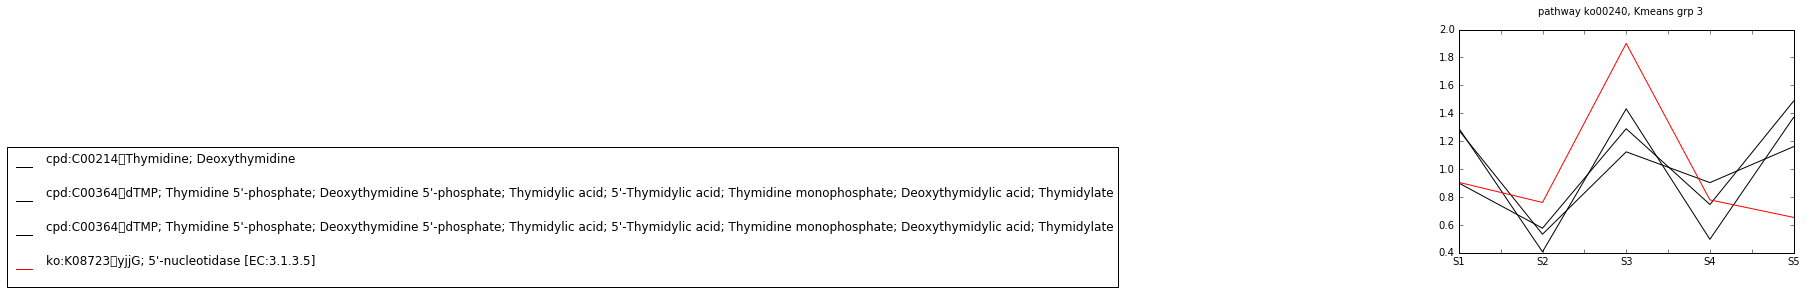 pathway ko00240, Kmeans grp 3
2.0
1.8
1.6
1.4
1.2
1.0
0.8
0.6
0.4
S1 S2 S3 S4 S5
cpd:C00214▯Thymidine; Deoxythymidine
cpd:C00364▯dTMP; Thymidine 5'-phosphate; Deoxythymidine 5'-phosphate; Thymidylic acid; 5'-Thymidylic acid; Thymidine monophosphate; Deoxythymidylic acid; Thymidylate
cpd:C00364▯dTMP; Thymidine 5'-phosphate; Deoxythymidine 5'-phosphate; Thymidylic acid; 5'-Thymidylic acid; Thymidine monophosphate; Deoxythymidylic acid; Thymidylate
ko:K08723▯yjjG; 5'-nucleotidase [EC:3.1.3.5]